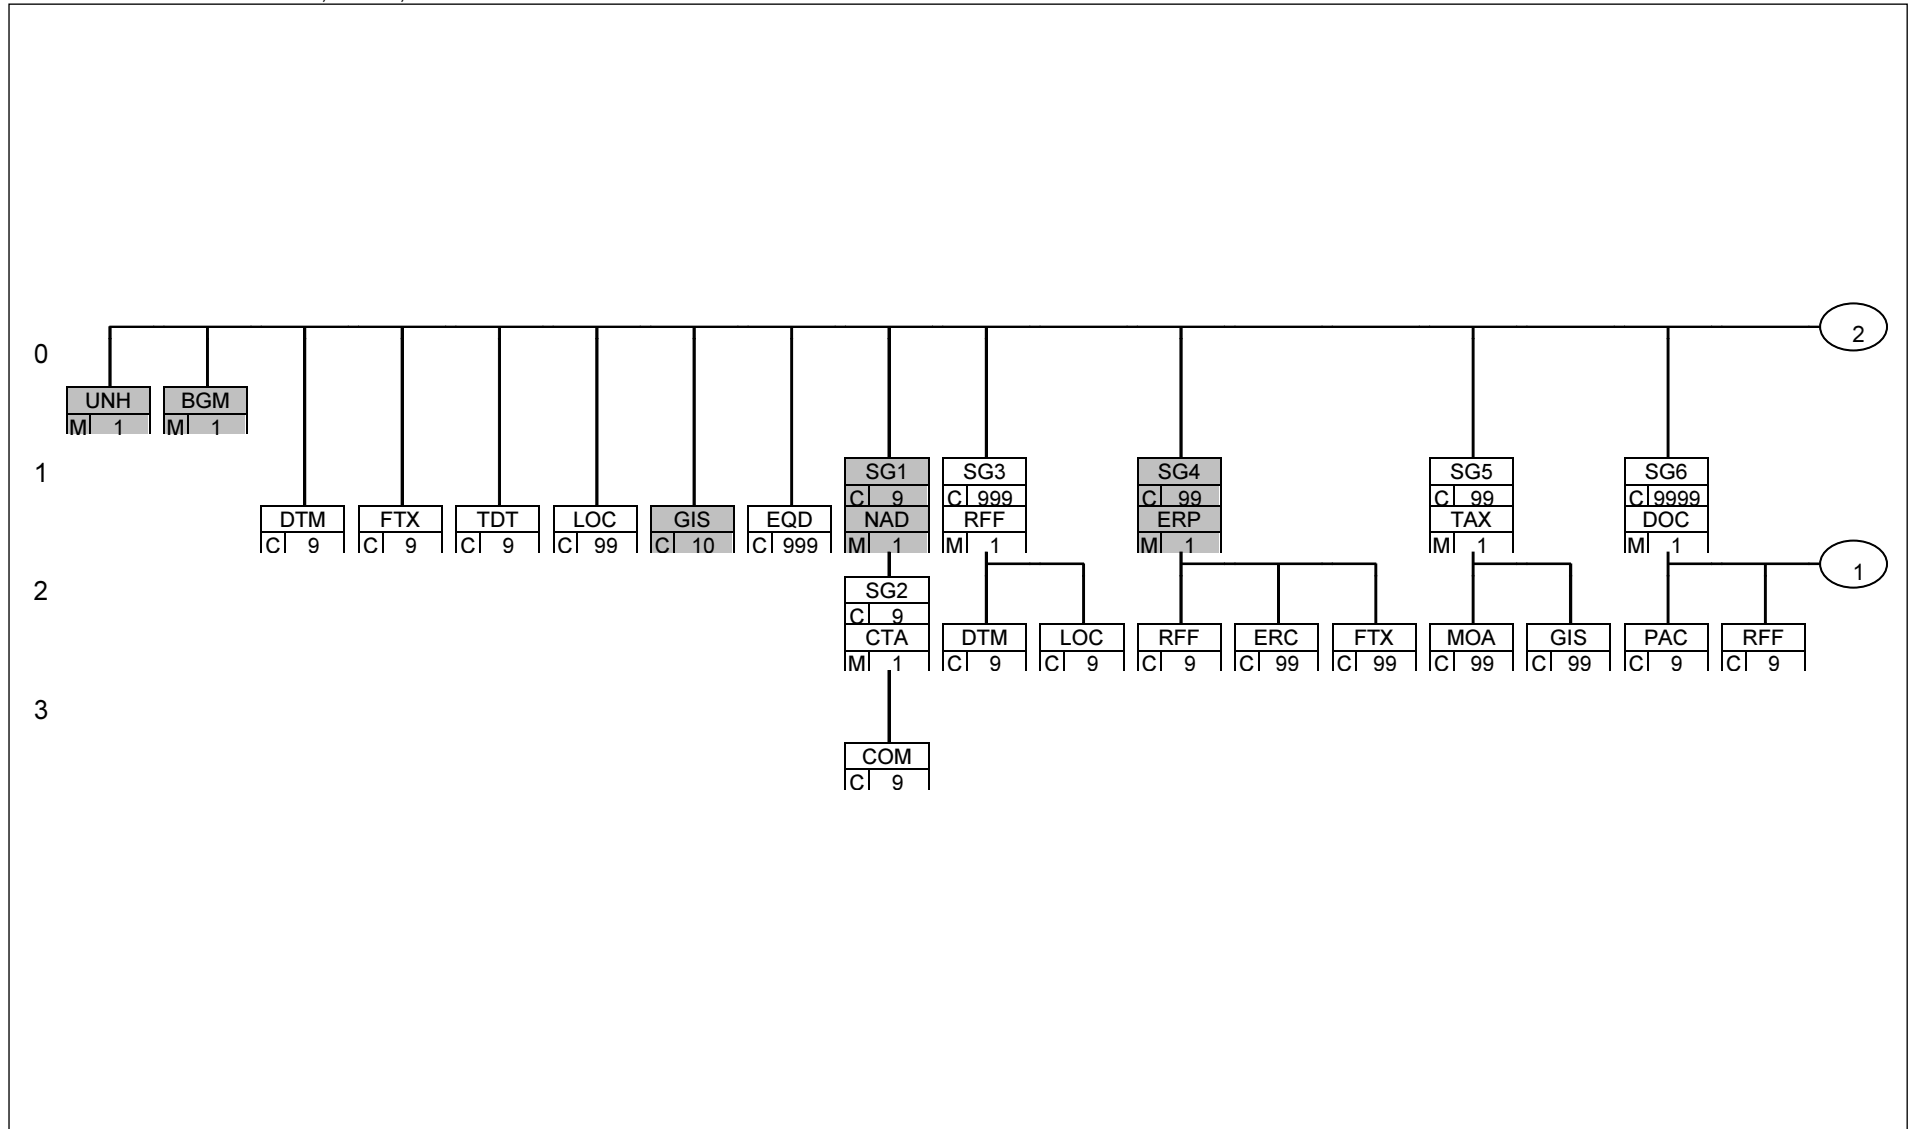 2
0
UNH BGM
M 1 M 1
1
SG1 SG3 SG4 SG5 SG6
C 9 C 999 C 99 C 99 C 9999
DTM FTX TDT LOC GIS EQD NAD RFF ERP TAX DOC
C 9 C 9 C 9 C 99 C 10 C 999 M 1 M 1 M 1 M 1 M 1
1
2
SG2
C 9
CTA DTM LOC RFF ERC FTX MOA GIS PAC RFF
M 1 C 9 C 9 C 9 C 99 C 99 C 99 C 99 C 9 C 9
3
COM
C 9